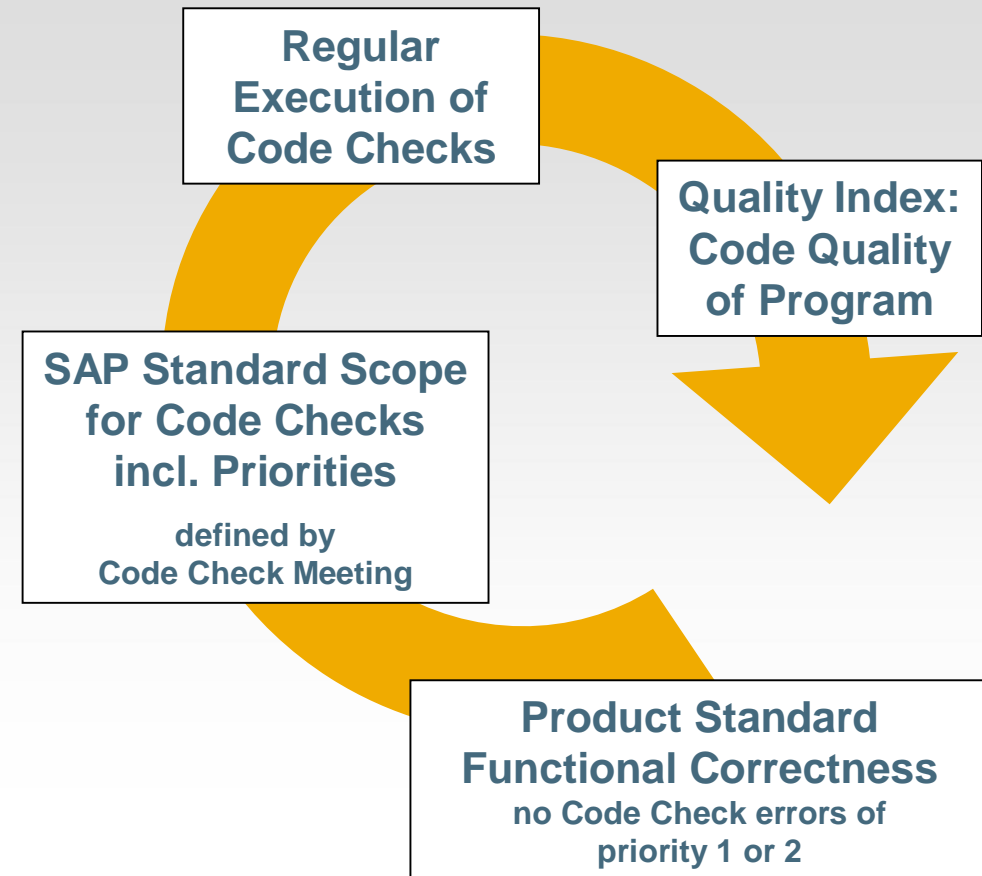 Regular
Execution of
Code Checks
Quality Index:
Code Quality
of Program
SAP Standard Scope
for Code Checks
incl. Priorities
defined by
Code Check Meeting
Product Standard
Functional Correctness
no Code Check errors of
priority 1 or 2